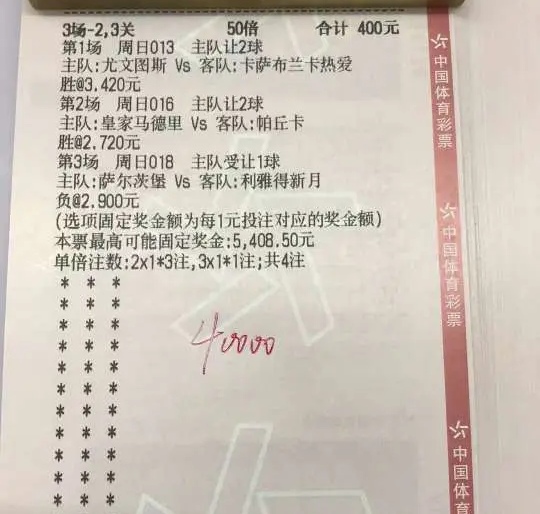 3场-2,3关 50倍 合计 400元
第1场 周日013 主队让2球
主队:尤文图斯 Vs 客队:卡萨布兰卡热爱
胜@3.420元
第2场 周日016 主队让2球
主队:皇家马德里 Vs 客队:帕丘卡
胜@2.720元
第3场 周日018 主队受让1球
主队:萨尔茨堡 Vs 客队:利雅得新月
负@2.900元
(选项固定奖金额为每1元投注对应的奖金额)
本票最高可能固定奖金:5,408.50元
单倍注数:2x1*3注,3x1*1注;共4注
* * *
* * *
* * *
* * *
* * *
* * *
* * *
* * *
* * *
* * *
* * *
40000
中国体育彩票
中国体育彩票
中国体育